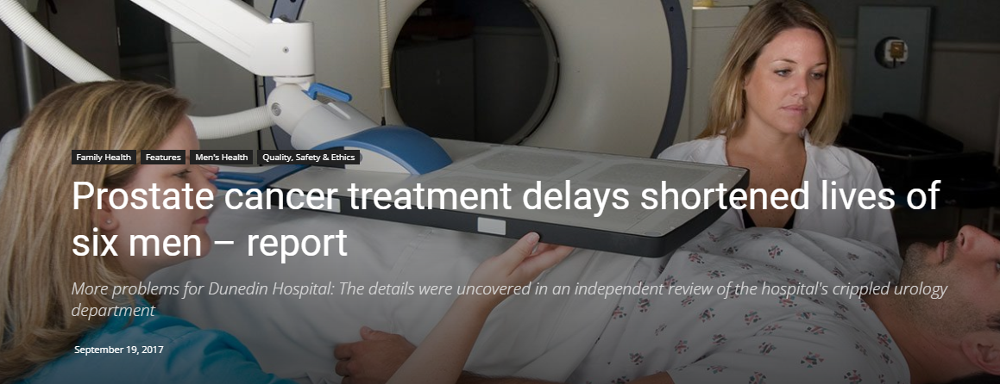 Family Health Features Men's Health Quality, Safety & Ethics
Prostate cancer treatment delays shortened lives of
six men – report
More problems for Dunedin Hospital: The details were uncovered in an independent review of the hospital's crippled urology
department
September 19, 2017